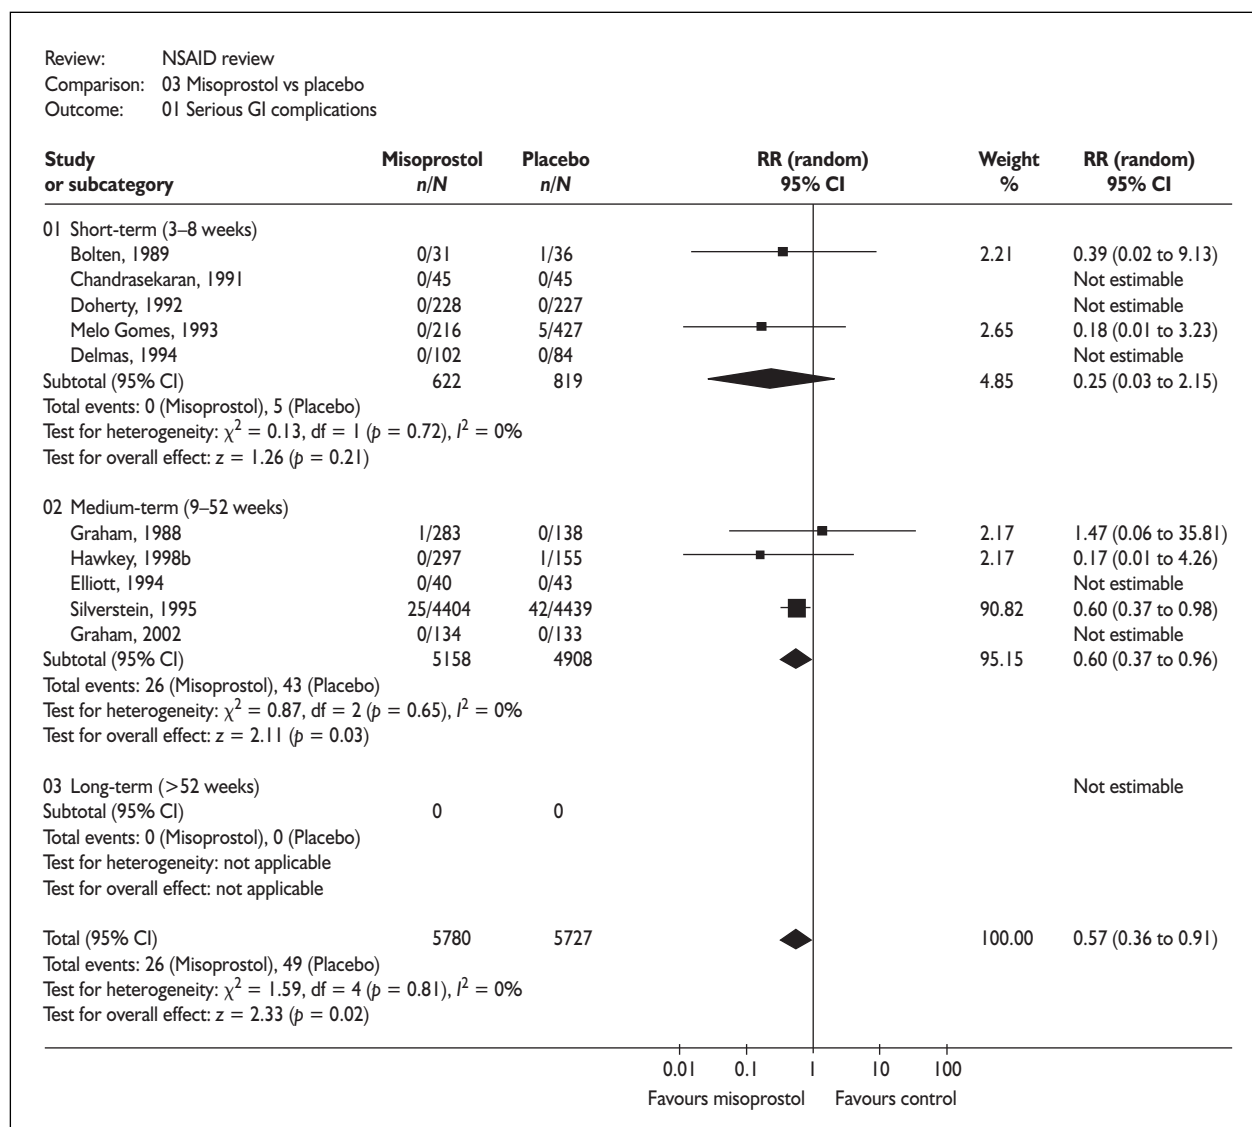 Review: NSAID review
Comparison: 03 Misoprostol vs placebo
Outcome: 01 Serious GI complications
Study Misoprostol Placebo RR (random) Weight RR (random)
or subcategory n/N n/N 95% CI % 95% CI
01 Short-term (3–8 weeks)
Bolten, 1989 0/31 1/36 2.21 0.39 (0.02 to 9.13)
Chandrasekaran, 1991 0/45 0/45 Not estimable
Doherty, 1992 0/228 0/227 Not estimable
Melo Gomes, 1993 0/216 5/427 2.65 0.18 (0.01 to 3.23)
Delmas, 1994 0/102 0/84 Not estimable
Subtotal (95% CI) 622 819 4.85 0.25 (0.03 to 2.15)
Total events: 0 (Misoprostol), 5 (Placebo)
Test for heterogeneity: χ² = 0.13, df = 1 (p = 0.72), I² = 0%
Test for overall effect: z = 1.26 (p = 0.21)
02 Medium-term (9–52 weeks)
Graham, 1988 1/283 0/138 2.17 1.47 (0.06 to 35.81)
Hawkey, 1998b 0/297 1/155 2.17 0.17 (0.01 to 4.26)
Elliott, 1994 0/40 0/43 Not estimable
Silverstein, 1995 25/4404 42/4439 90.82 0.60 (0.37 to 0.98)
Graham, 2002 0/134 0/133 Not estimable
Subtotal (95% CI) 5158 4908 95.15 0.60 (0.37 to 0.96)
Total events: 26 (Misoprostol), 43 (Placebo)
Test for heterogeneity: χ² = 0.87, df = 2 (p = 0.65), I² = 0%
Test for overall effect: z = 2.11 (p = 0.03)
03 Long-term (>52 weeks) Not estimable
Subtotal (95% CI) 0 0
Total events: 0 (Misoprostol), 0 (Placebo)
Test for heterogeneity: not applicable
Test for overall effect: not applicable
Total (95% CI) 5780 5727 100.00 0.57 (0.36 to 0.91)
Total events: 26 (Misoprostol), 49 (Placebo)
Test for heterogeneity: χ² = 1.59, df = 4 (p = 0.81), I² = 0%
Test for overall effect: z = 2.33 (p = 0.02)
0.01 0.1 1 10 100
Favours misoprostol Favours control